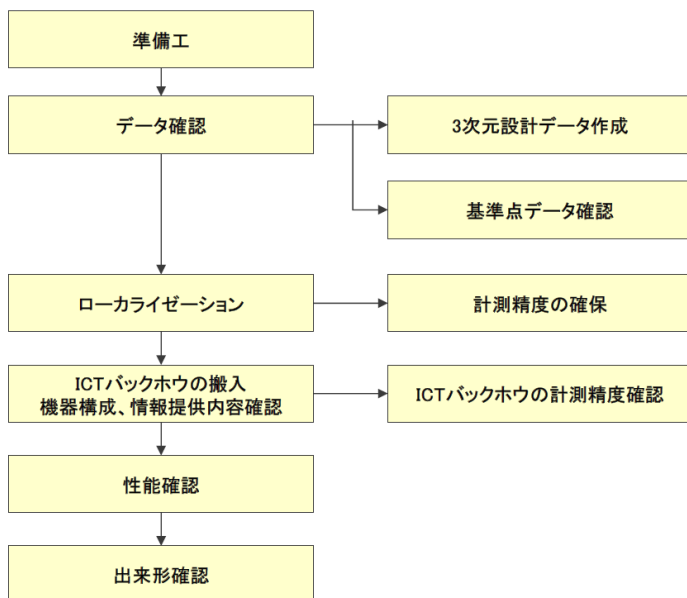 準備工
データ確認
3次元設計データ作成
基準点データ確認
ローカライゼーション
計測精度の確保
ICTバックホウの搬入
機器構成、情報提供内容確認
ICTバックホウの計測精度確認
性能確認
出来形確認